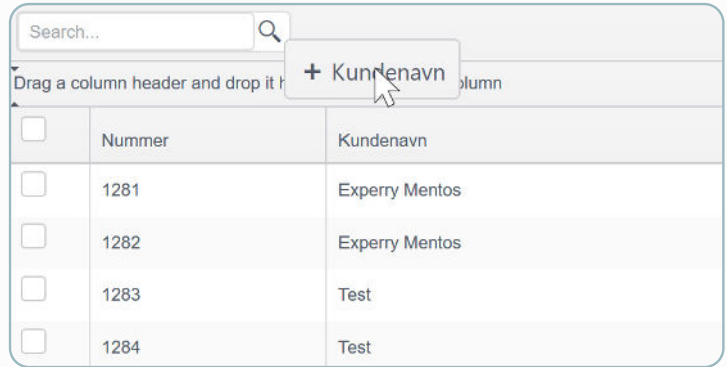 Search...
+ Kundenavn
Drag a column header and drop it h olumn
Nummer Kundenavn
1281 Experry Mentos
1282 Experry Mentos
1283 Test
1284 Test